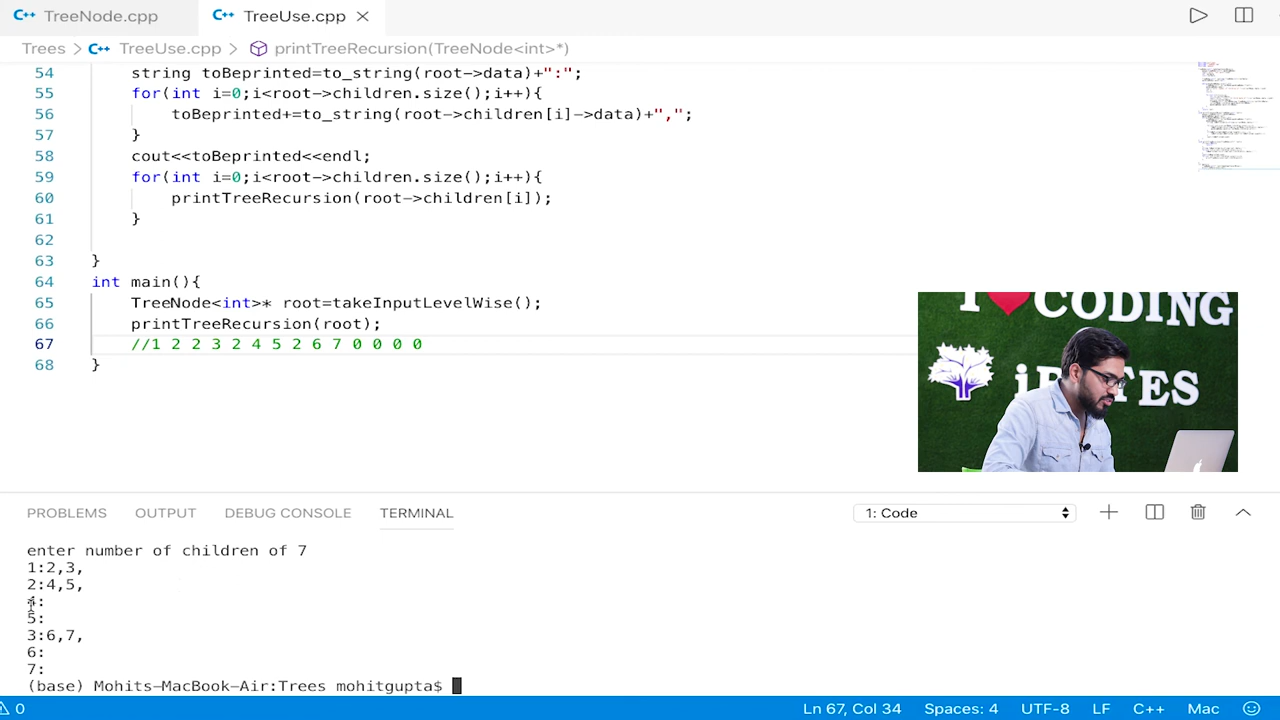 TreeNode.cpp
TreeUse.cpp
Trees > TreeUse.cpp > printTreeRecursion(TreeNode<int>*)
54 string toBeprinted=to_string(root->data)+":";
55 for(int i=0;i<root->children.size();i++){
56 toBeprinted+=to_string(root->children[i]->data)+",";
57 }
58 cout<<toBeprinted<<endl;
59 for(int i=0;i<root->children.size();i++){
60 printTreeRecursion(root->children[i]);
61 }
62
63 }
64 int main(){
65 TreeNode<int>* root=takeInputLevelWise();
66 printTreeRecursion(root);
67 //1 2 2 3 2 4 5 2 6 7 0 0 0 0
68 }
I CODING
PROBLEMS OUTPUT DEBUG CONSOLE TERMINAL
1: Code
enter number of children of 7
1:2,3,
2:4,5,
4:
5:
3:6,7,
6:
7:
(base) Mohits-MacBook-Air:Trees mohitgupta$
0
Ln 67, Col 34 Spaces: 4 UTF-8 LF C++ Mac